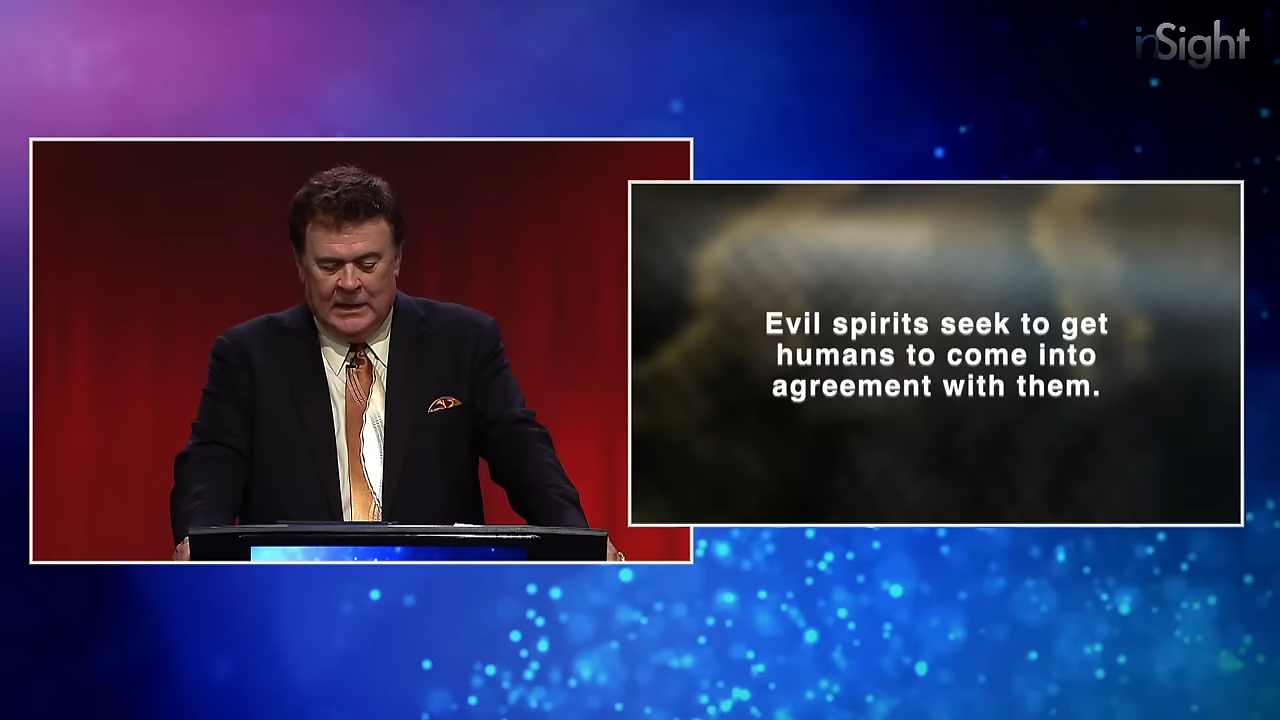 inSight
Evil spirits seek to get
humans to come into
agreement with them.